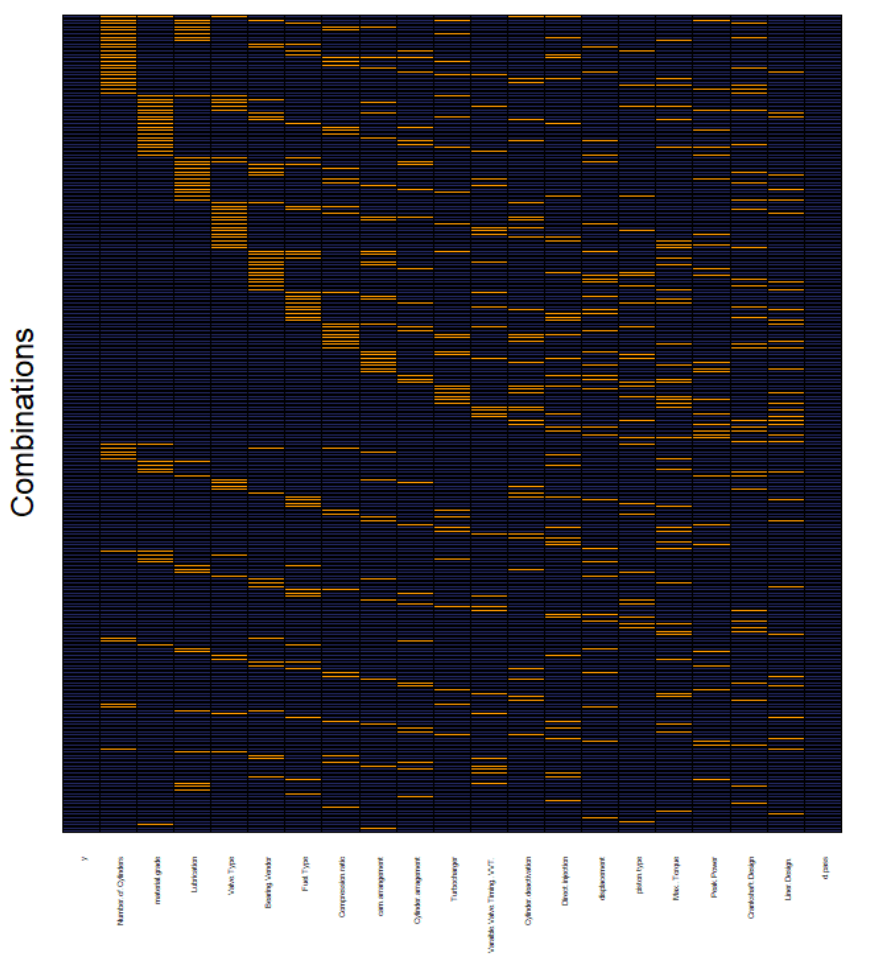 Combinations
y
Number of Cylinders
material grade
Lubrication
Valve Type
Bearing Vendor
Fuel Type
Compression ratio
cam arrangement
Cylinder arragement
Turbocharger
Varaible Valve Timing. VVT.
Cylinder deactivation
Direct injection
displacement
piston type
Max. Torque
Peak Power
Crankshaft Design
Liner Design
d pass